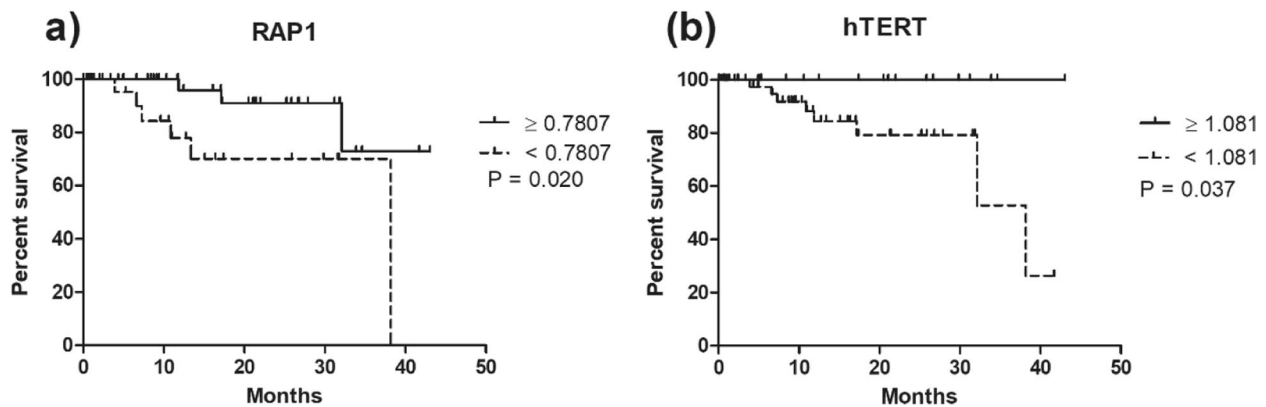 a)
RAP1
Percent survival
100
80
60
40
20
0
0 10 20 30 40 50
Months
≥ 0.7807
< 0.7807
P = 0.020
(b)
hTERT
Percent survival
100
80
60
40
20
0
0 10 20 30 40 50
Months
≥ 1.081
< 1.081
P = 0.037